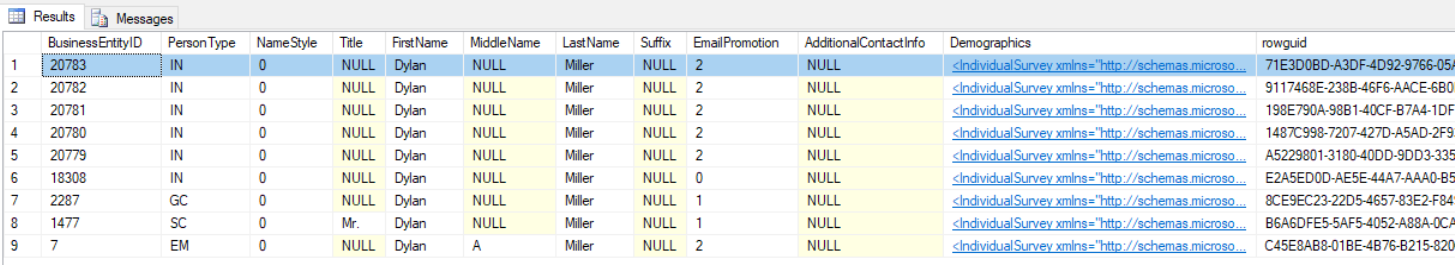 Results Messages
BusinessEntityID PersonType NameStyle Title FirstName MiddleName LastName Suffix EmailPromotion AdditionalContactInfo Demographics rowguid
1 20783 IN 0 NULL Dylan NULL Miller NULL 2 NULL <IndividualSurvey xmlns="http://schemas.microso... 71E3D0BD-A3DF-4D92-9766-05A
2 20782 IN 0 NULL Dylan NULL Miller NULL 2 NULL <IndividualSurvey xmlns="http://schemas.microso... 9117468E-238B-46F6-AACE-6B0
3 20781 IN 0 NULL Dylan NULL Miller NULL 2 NULL <IndividualSurvey xmlns="http://schemas.microso... 198E790A-98B1-40CF-B7A4-1DF
4 20780 IN 0 NULL Dylan NULL Miller NULL 2 NULL <IndividualSurvey xmlns="http://schemas.microso... 1487C998-7207-427D-A5AD-2F9
5 20779 IN 0 NULL Dylan NULL Miller NULL 2 NULL <IndividualSurvey xmlns="http://schemas.microso... A5229801-3180-40DD-9DD3-335
6 18308 IN 0 NULL Dylan NULL Miller NULL 0 NULL <IndividualSurvey xmlns="http://schemas.microso... E2A5ED0D-AE5E-44A7-AAA0-B5
7 2287 GC 0 NULL Dylan NULL Miller NULL 1 NULL <IndividualSurvey xmlns="http://schemas.microso... 8CE9EC23-22D5-4657-83E2-F84
8 1477 SC 0 Mr. Dylan NULL Miller NULL 1 NULL <IndividualSurvey xmlns="http://schemas.microso... B6A6DFE5-5AF5-4052-A88A-0CA
9 7 EM 0 NULL Dylan A Miller NULL 2 NULL <IndividualSurvey xmlns="http://schemas.microso... C45E8AB8-01BE-4B76-B215-820